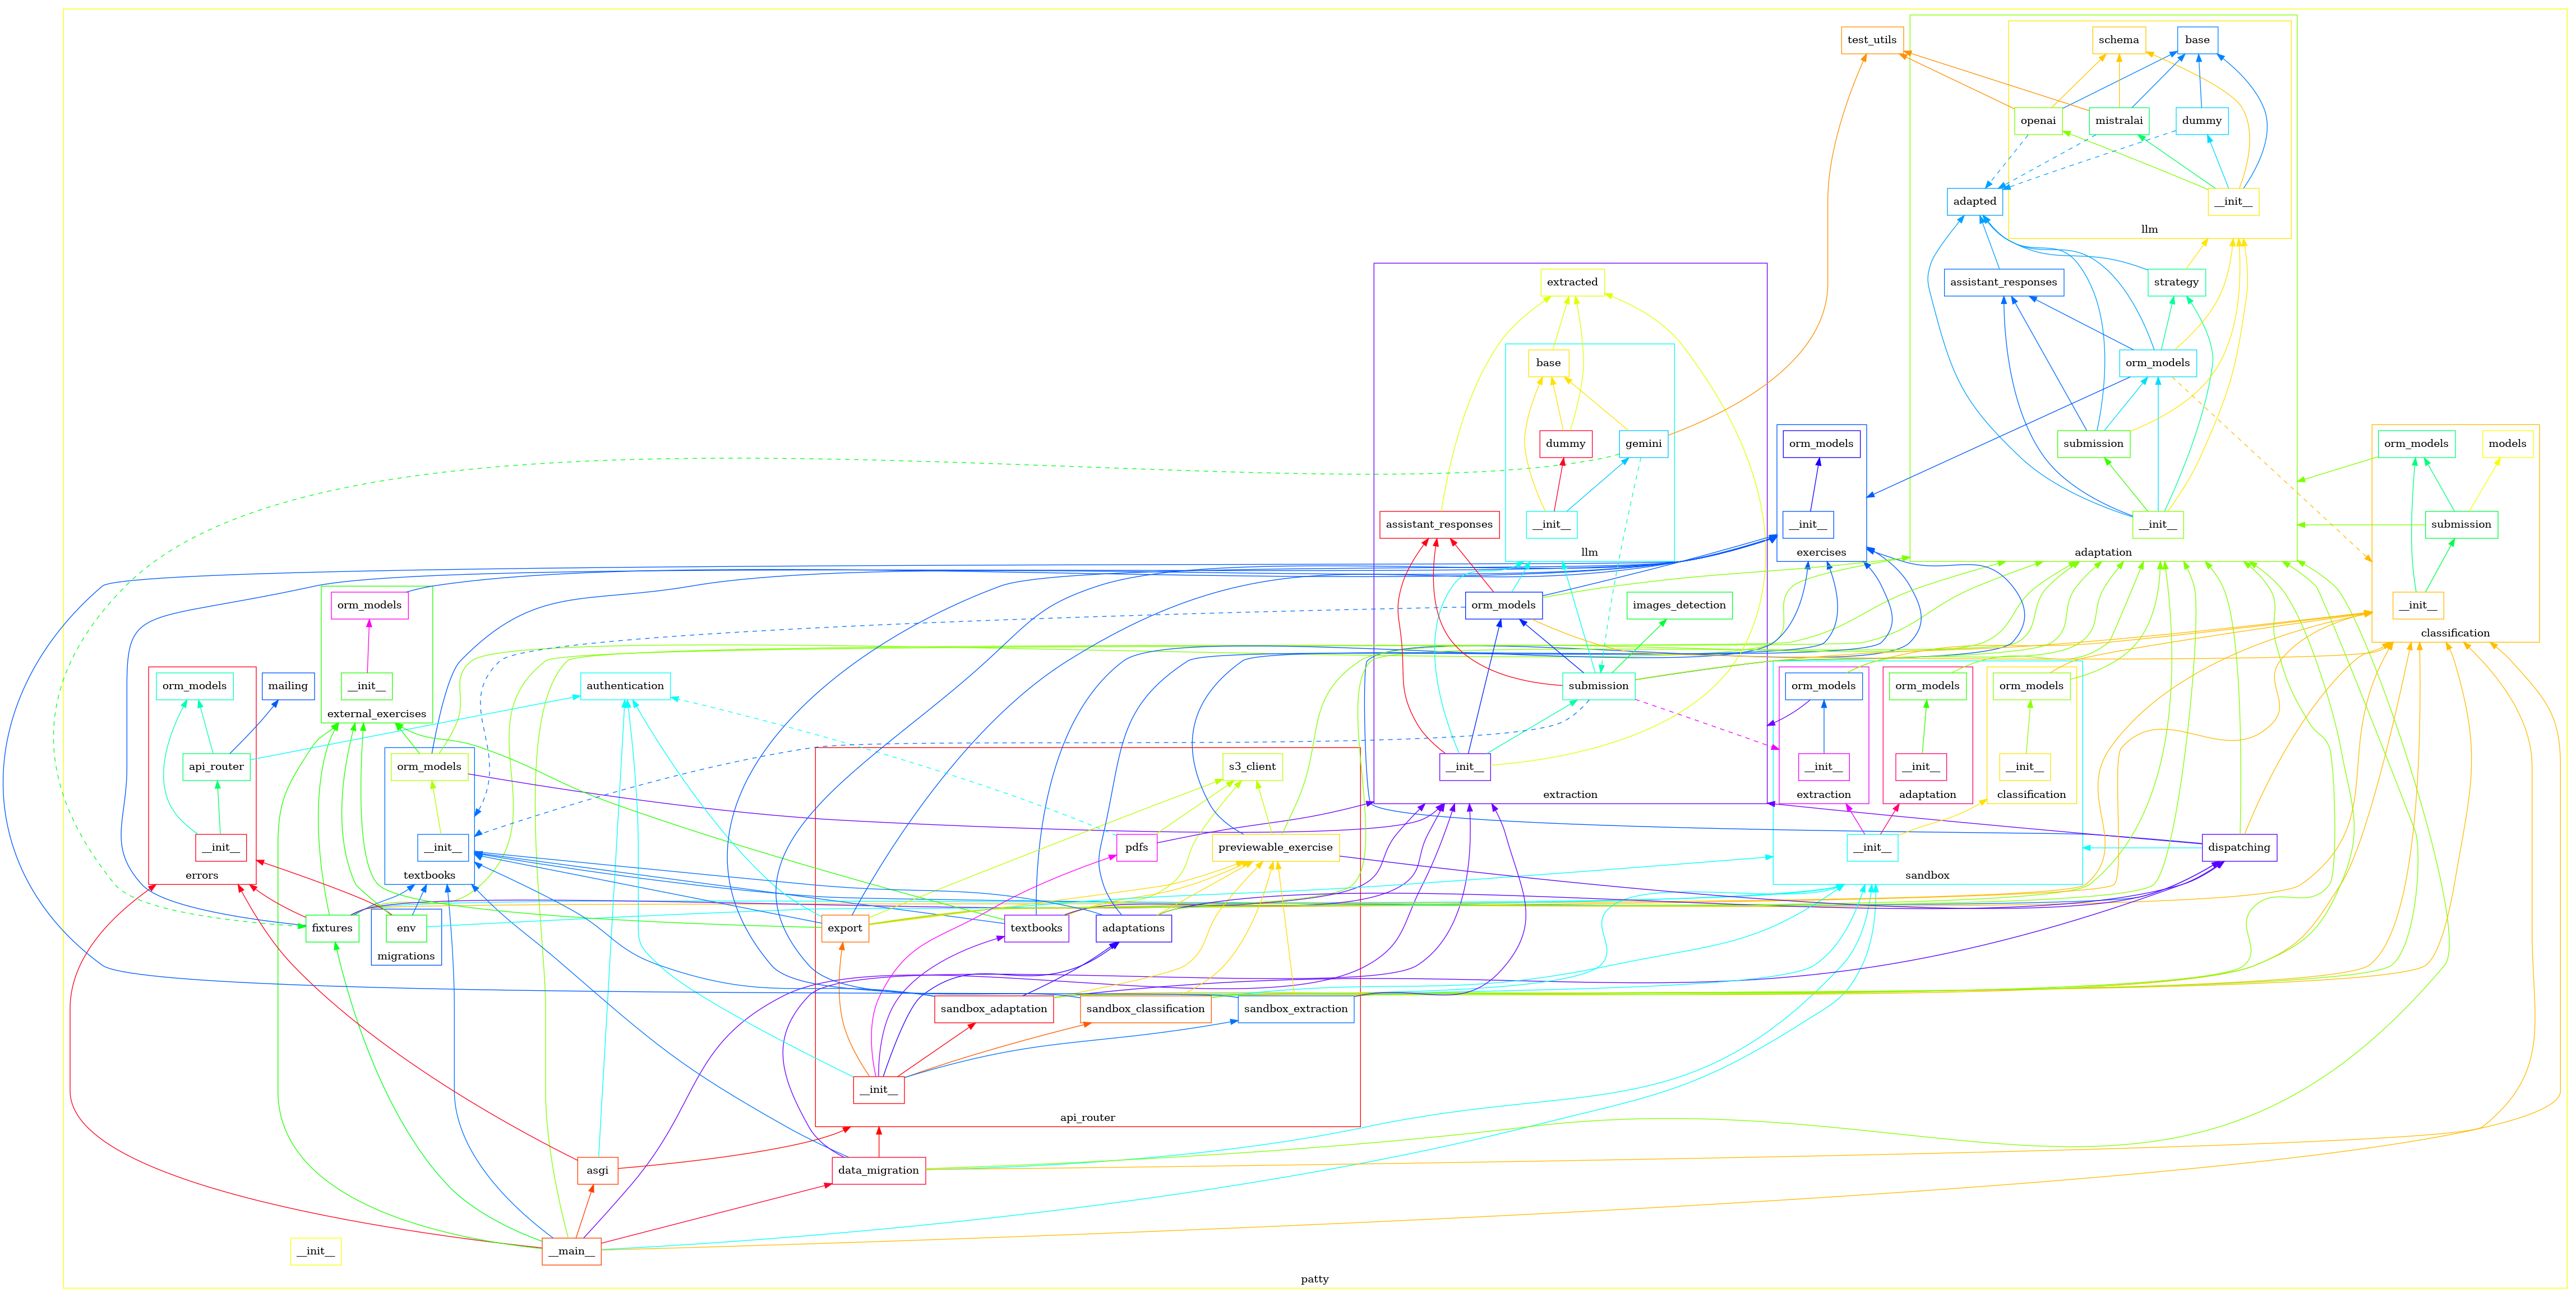 test_utils
schema
base
openai
mistralai
dummy
adapted
__init__
llm
extracted
assistant_responses
strategy
base
orm_models
dummy
gemini
orm_models
submission
orm_models
models
assistant_responses
__init__
__init__
__init__
submission
llm
exercises
adaptation
orm_models
orm_models
images_detection
__init__
classification
orm_models
mailing
__init__
authentication
submission
orm_models
orm_models
orm_models
external_exercises
api_router
orm_models
s3_client
__init__
__init__
__init__
__init__
extraction
extraction
adaptation
classification
__init__
__init__
pdfs
previewable_exercise
__init__
dispatching
errors
textbooks
sandbox
fixtures
env
export
textbooks
adaptations
migrations
sandbox_adaptation
sandbox_classification
sandbox_extraction
__init__
api_router
asgi
data_migration
__init__
__main__
patty